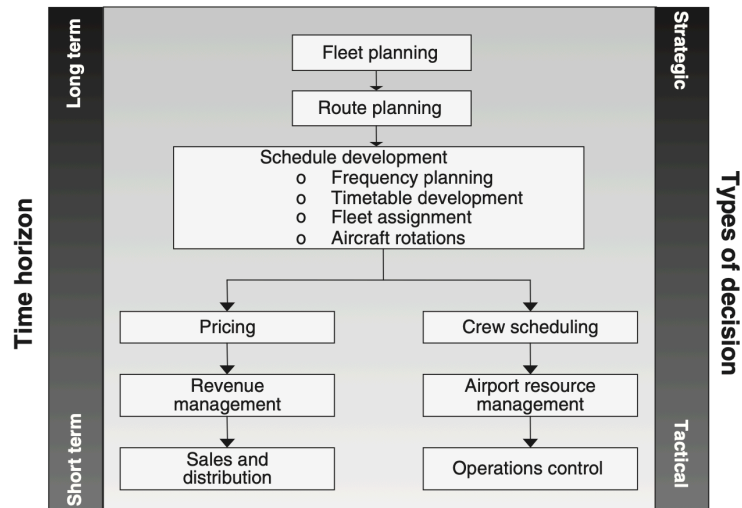 Time horizon
Long term
Short term
Fleet planning
Route planning
Schedule development
o Frequency planning
o Timetable development
o Fleet assignment
o Aircraft rotations
Pricing
Crew scheduling
Revenue
management
Airport resource
management
Sales and
distribution
Operations control
Strategic
Tactical
Types of decision